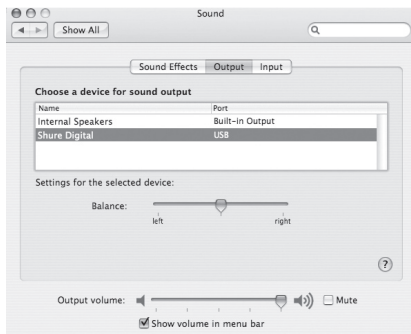 Sound
Show All
Sound Effects Output Input
Choose a device for sound output
Name Port
Internal Speakers Built-in Output
Shure Digital USB
Settings for the selected device:
Balance:
left right
?
Output volume: Mute
Show volume in menu bar